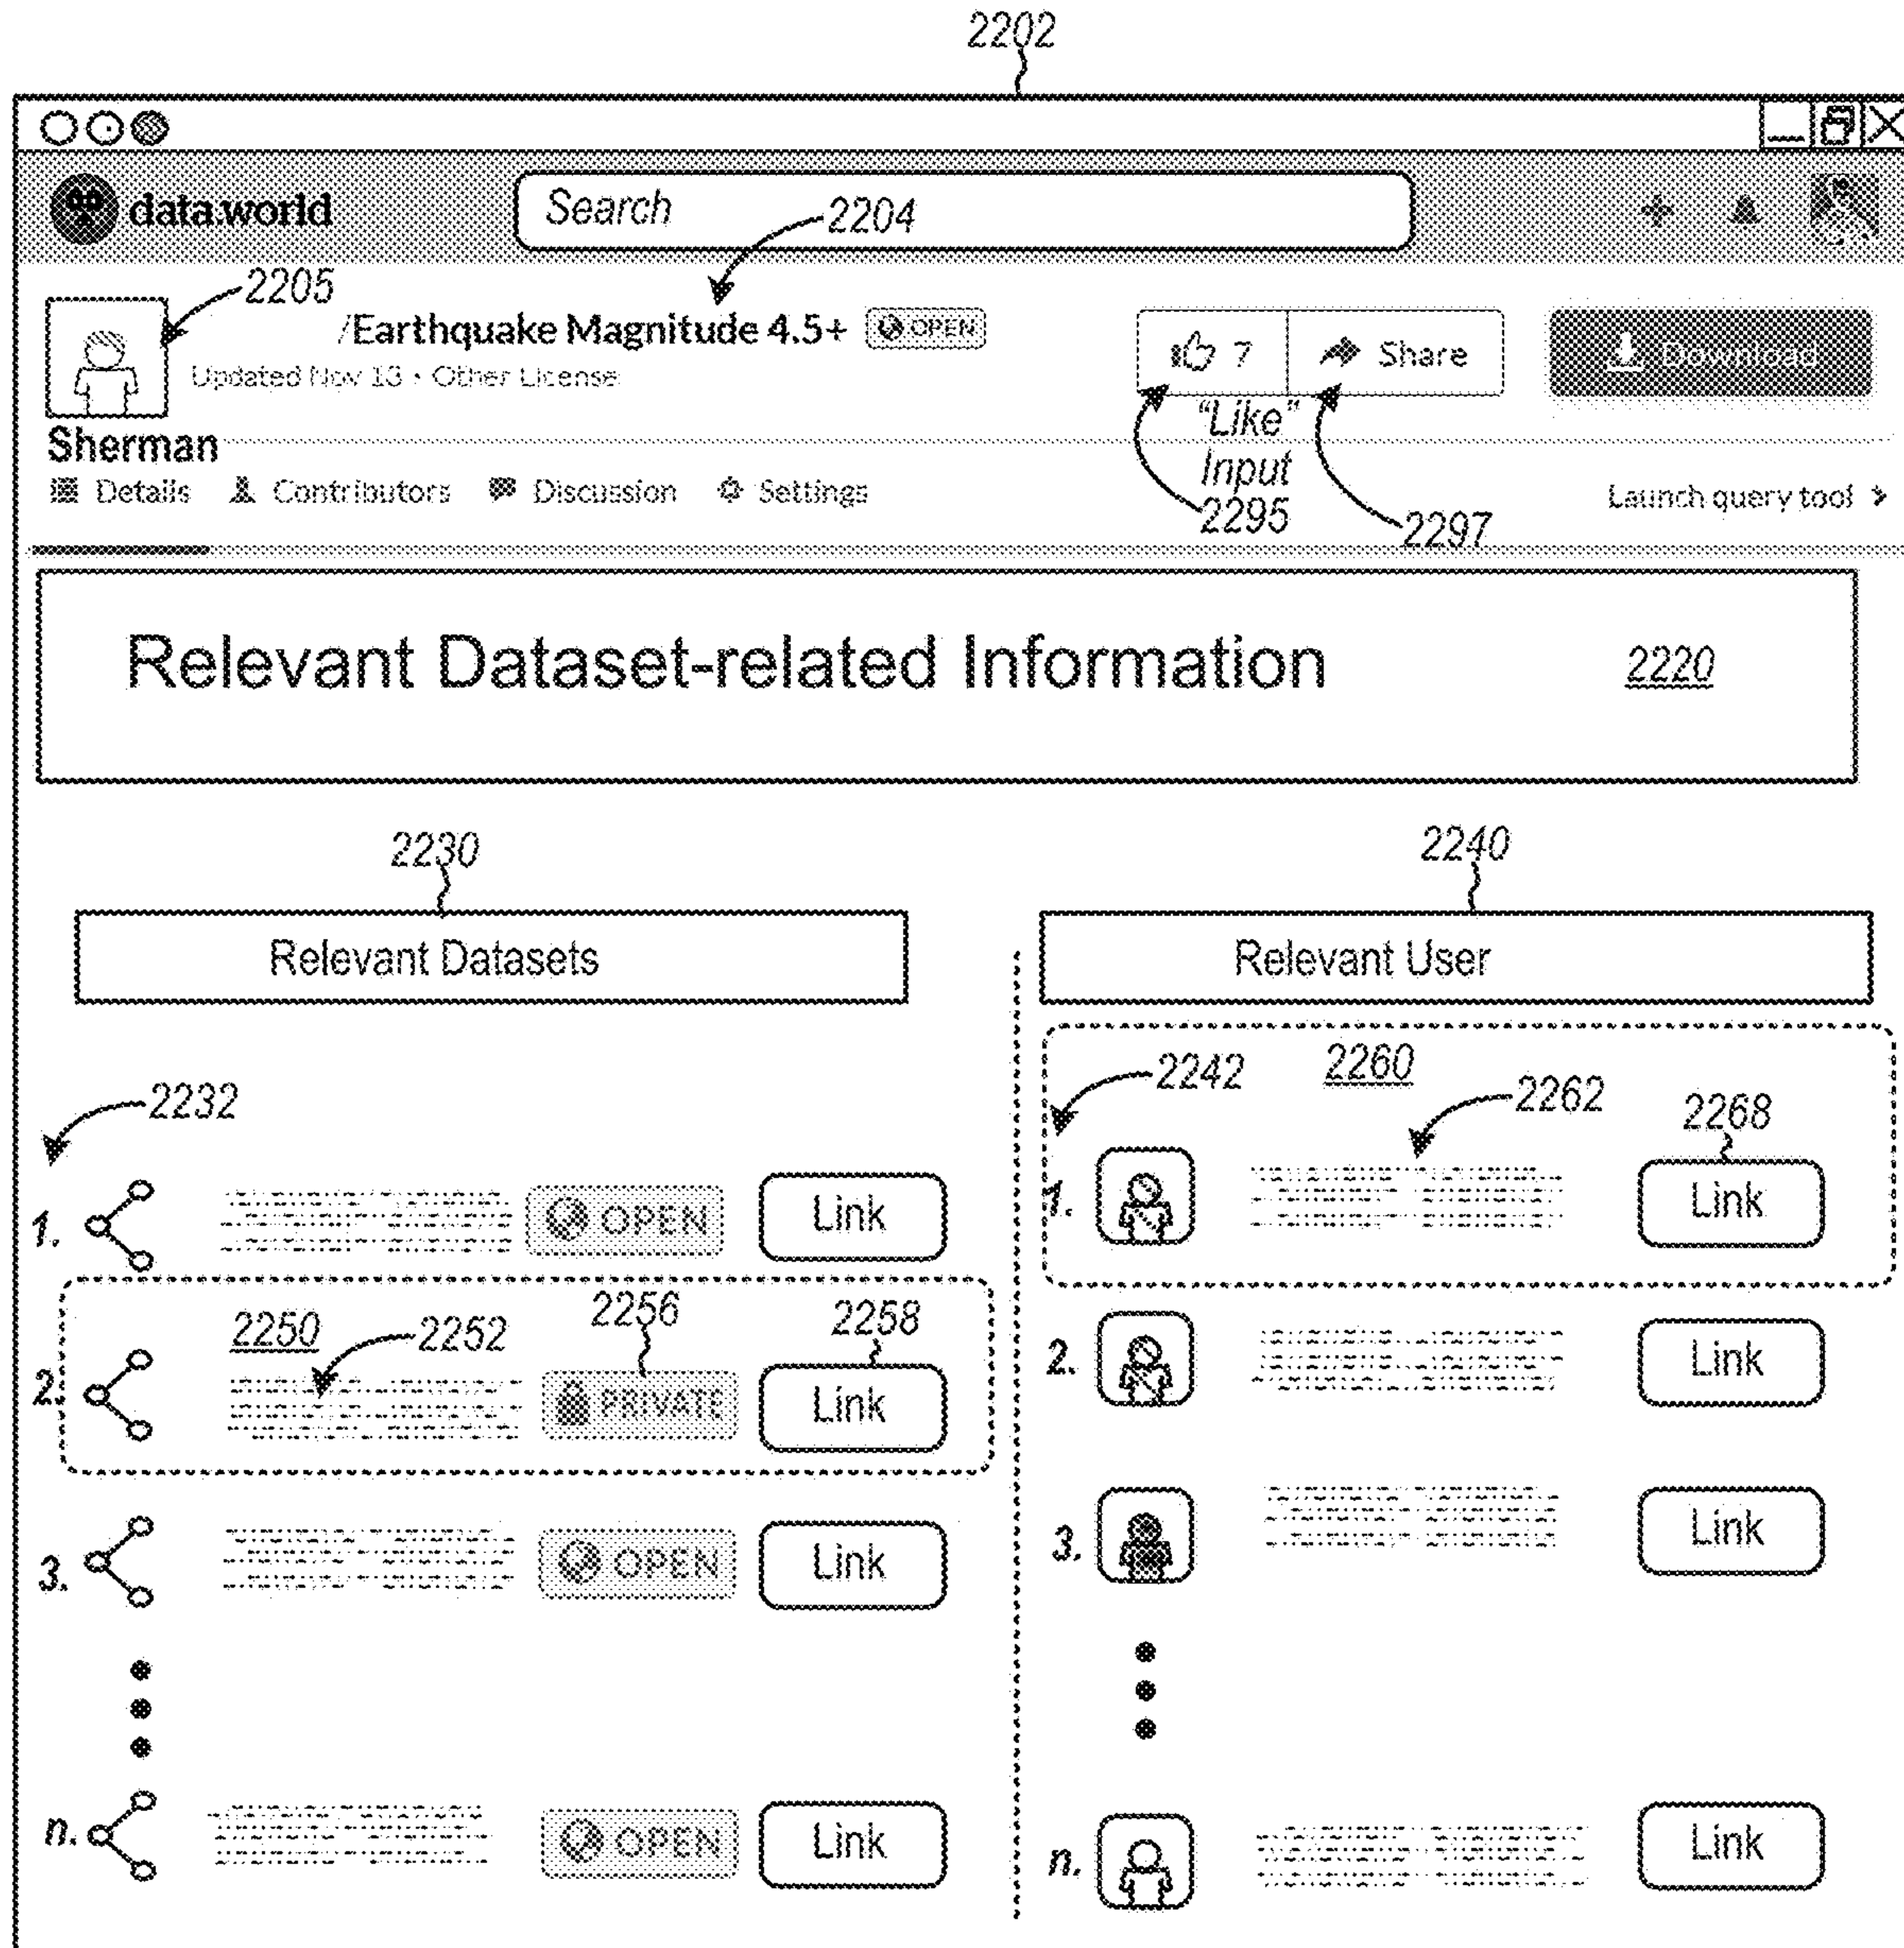 2202
data.world
Search
2204
2205
/Earthquake Magnitude 4.5+ OPEN
7 Share Download
Updated Nov 13 • Other License
"Like"
Input
2295
2297
Sherman
Details Contributors Discussion Settings
Launch query tool >
Relevant Dataset-related Information 2220
2230
2240
Relevant Datasets
Relevant User
2232
1. OPEN Link
2250 2252 2256 2258
2. PRIVATE Link
3. OPEN Link
n. OPEN Link
2242 2260 2262 2268
1. Link
2. Link
3. Link
n. Link